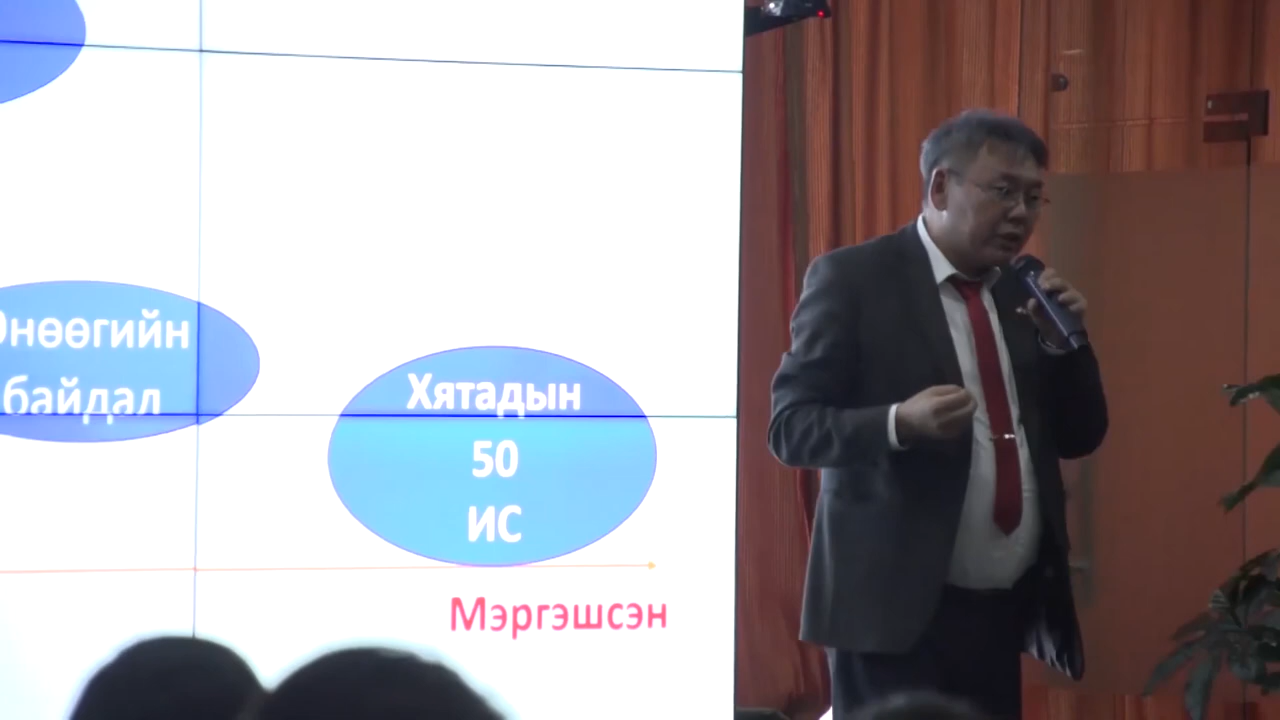 Өнөөгийн
байдал
Хятадын
50
ИС
Мэргэшсэн